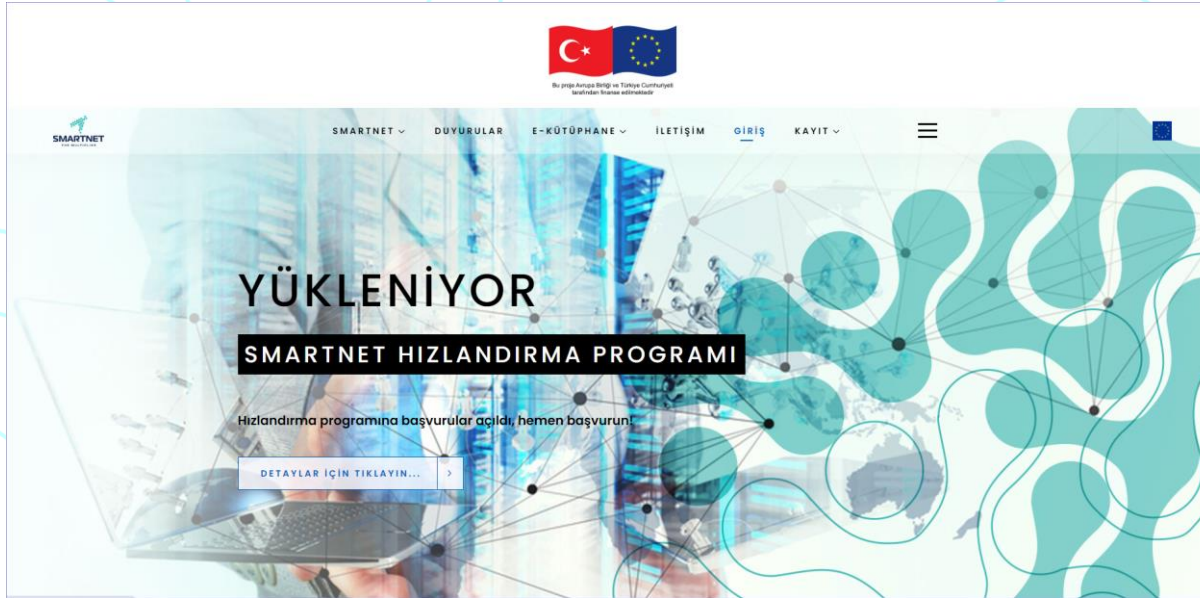 Bu proje Avrupa Birliği ve Türkiye Cumhuriyeti
tarafından finanse edilmektedir
SMARTNET
SMARTNET DUYURULAR E-KÜTÜPHANE İLETİŞİM GİRİŞ KAYIT
YÜKLENİYOR
SMARTNET HIZLANDIRMA PROGRAMI
Hızlandırma programına başvurular açıldı, hemen başvurun!
DETAYLAR İÇİN TIKLAYIN... >